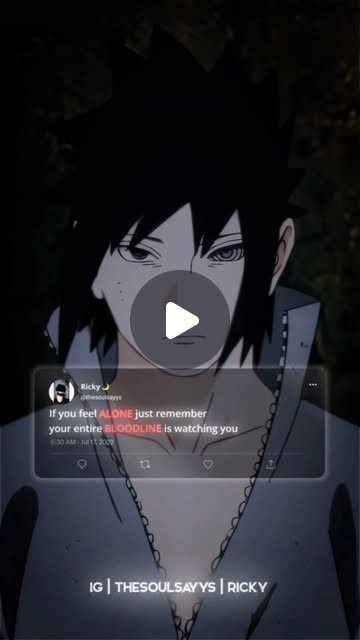 Ricky 🌙
@thesoulsayys
If you feel ALONE just remember
your entire BLOODLINE is watching you
6:30 AM · Jul 17, 2022
IG | THESOULSAYYS | RICKY